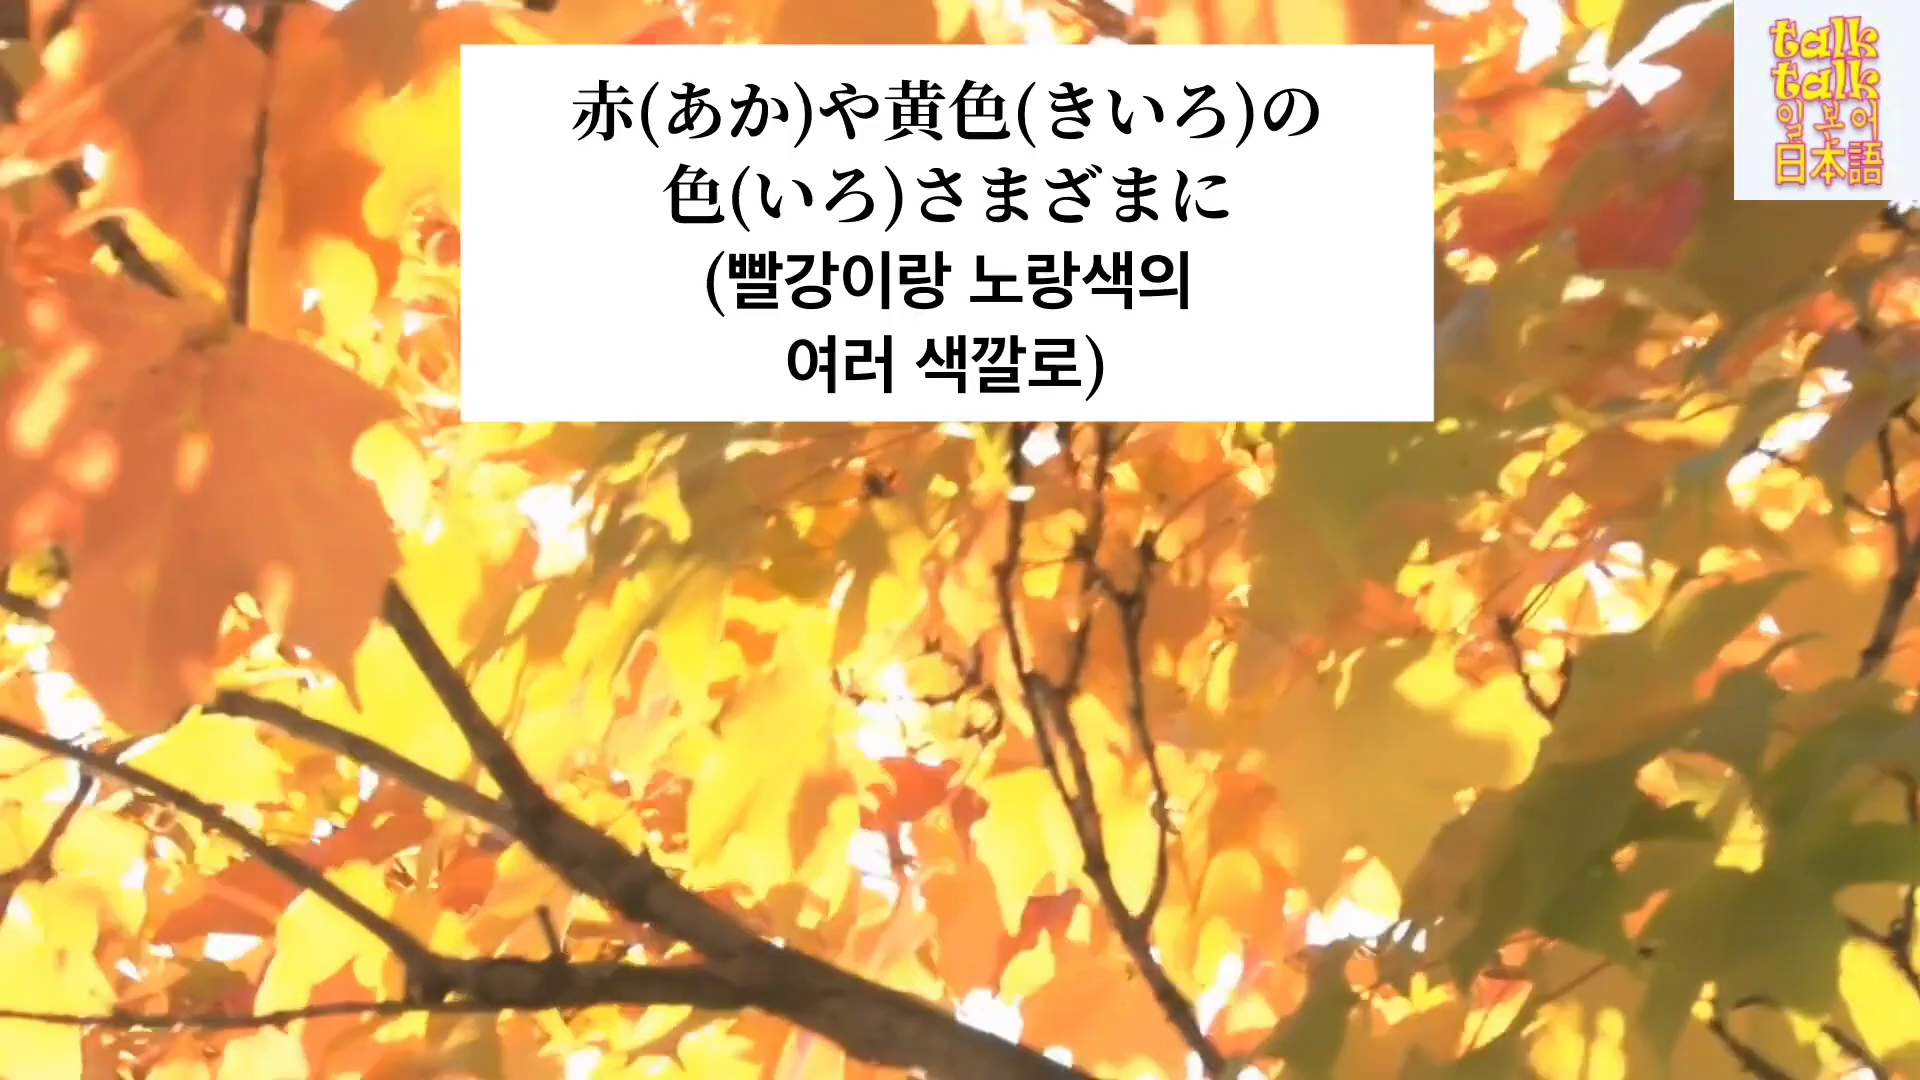 赤(あか)や黄色(きいろ)の
色(いろ)さまざまに
(빨강이랑 노랑색의
여러 색깔로)
talk
talk
일본어
日本語